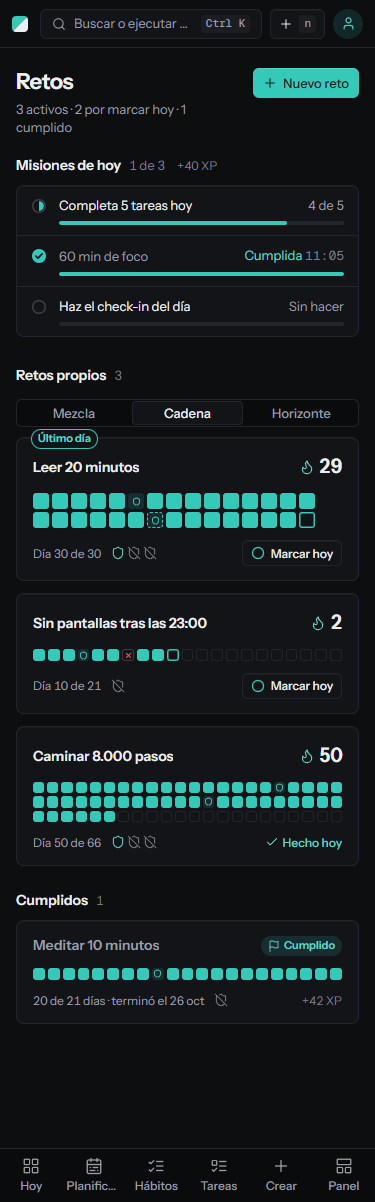 Buscar o ejecutar ... Ctrl K
n
Retos
Nuevo reto
3 activos · 2 por marcar hoy · 1
cumplido
Misiones de hoy 1 de 3 +40 XP
Completa 5 tareas hoy 4 de 5
60 min de foco Cumplida 11:05
Haz el check-in del día Sin hacer
Retos propios 3
Mezcla Cadena Horizonte
Último día
Leer 20 minutos 29
Día 30 de 30 Marcar hoy
Sin pantallas tras las 23:00 2
Día 10 de 21 Marcar hoy
Caminar 8.000 pasos 50
Día 50 de 66 Hecho hoy
Cumplidos 1
Meditar 10 minutos Cumplido
20 de 21 días · terminó el 26 oct +42 XP
Hoy Planific... Hábitos Tareas Crear Panel